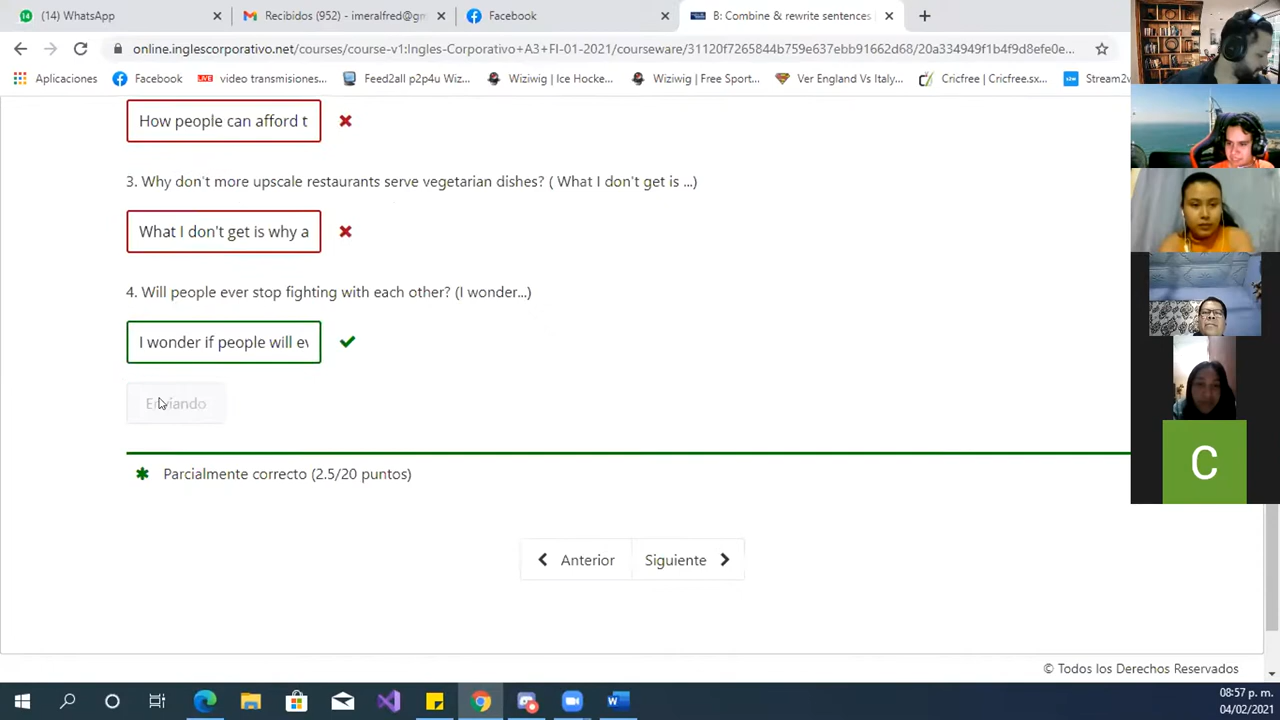 (14) WhatsApp
Recibidos (952) - imeralfred@gm
Facebook
B: Combine & rewrite sentences
online.inglescorporativo.net/courses/course-v1:Ingles-Corporativo+A3+FI-01-2021/courseware/31120f7265844b759e637ebb91662d68/20a334949f1b4f9d8efe0e...
Aplicaciones
Facebook
LIVE video transmisiones...
Feed2all p2p4u Wiz...
Wiziwig | Ice Hocke...
Wiziwig | Free Sport...
Ver England Vs Italy...
Cricfree | Cricfree.sx...
Stream2v
How people can afford t
3. Why don't more upscale restaurants serve vegetarian dishes? ( What I don't get is ...)
What I don't get is why a
4. Will people ever stop fighting with each other? (I wonder...)
I wonder if people will ev
Enviando
Parcialmente correcto (2.5/20 puntos)
Anterior
Siguiente
© Todos los Derechos Reservados
C
08:57 p. m.
04/02/2021